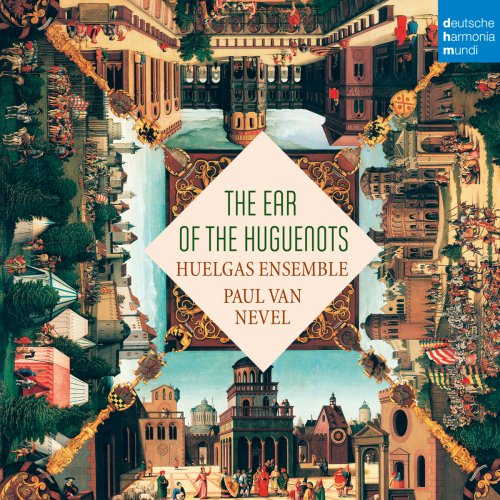 deutsche
harmonia
mundi
THE EAR
OF THE HUGUENOTS
HUELGAS ENSEMBLE
PAUL VAN
NEVEL